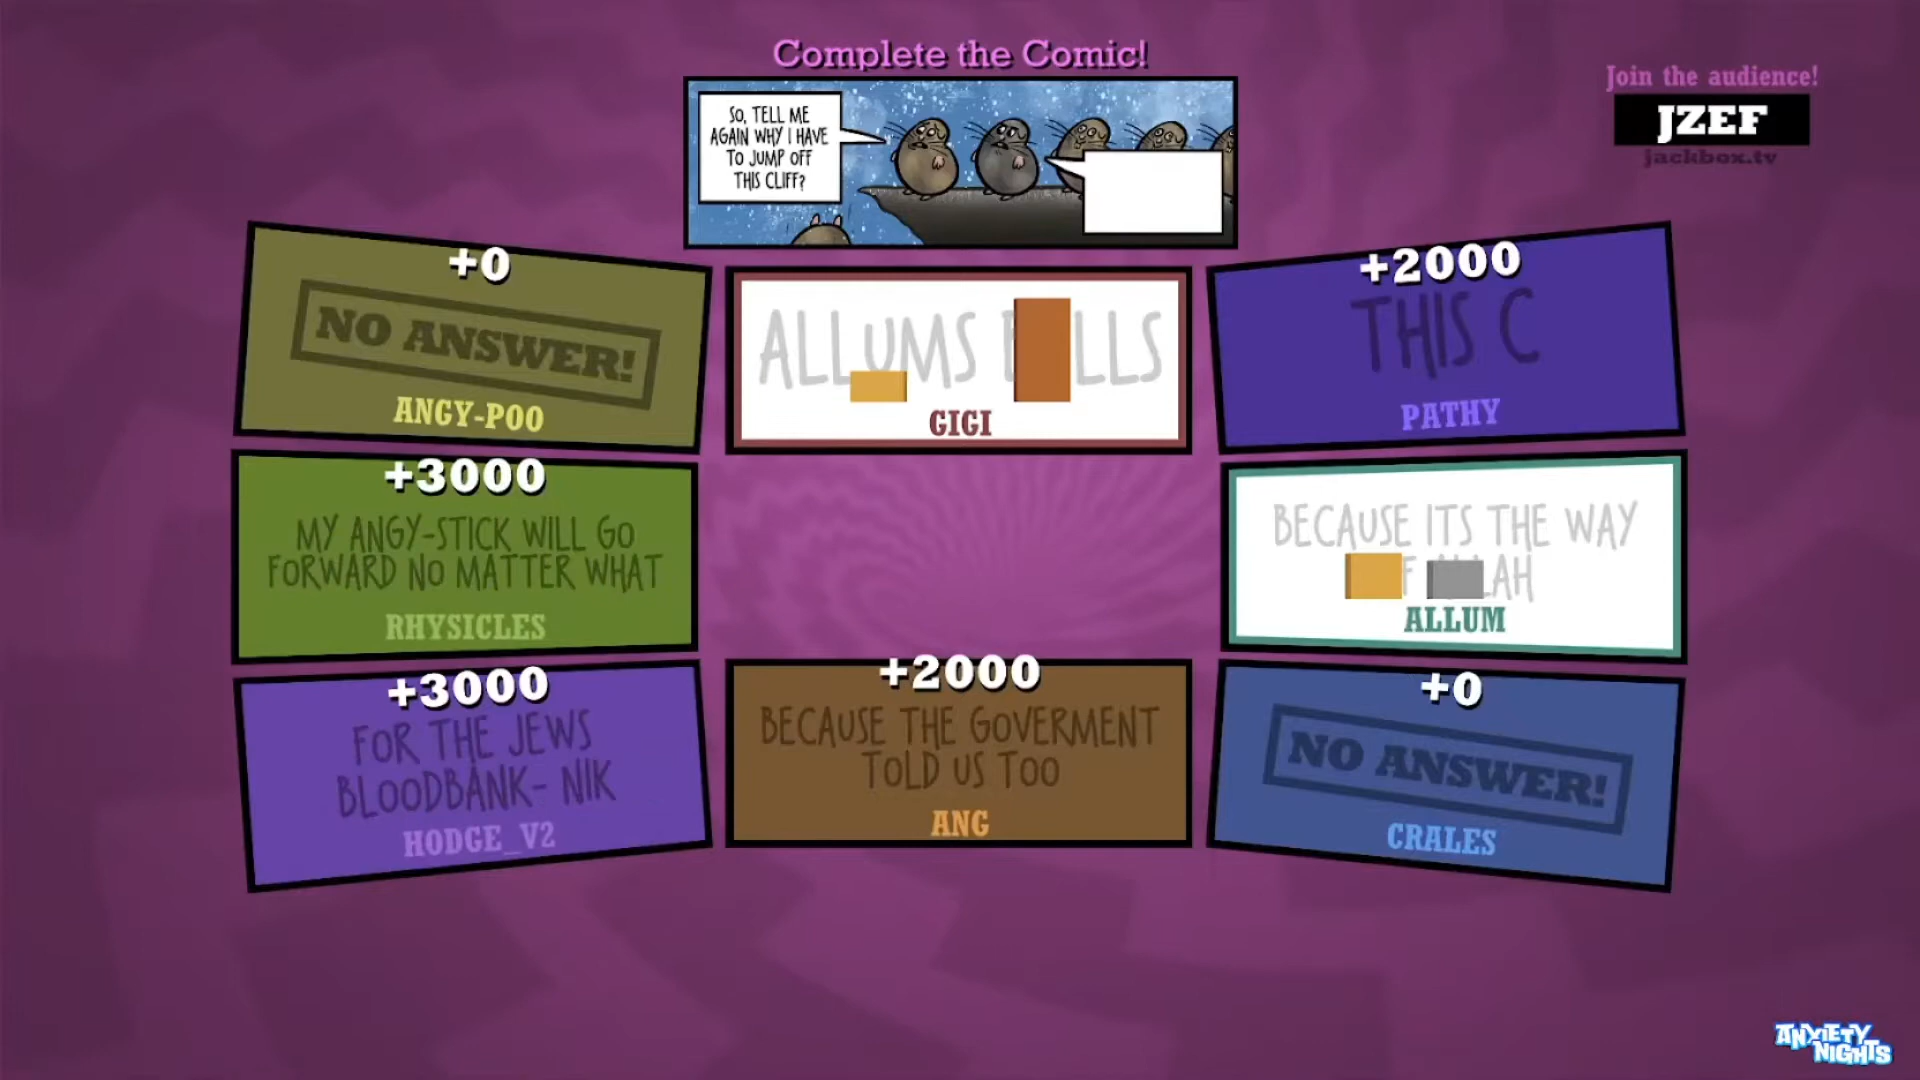 Complete the Comic!
Join the audience!
JZEF
jackbox.tv
SO, TELL ME
AGAIN WHY I HAVE
TO JUMP OFF
THIS CLIFF?
+0
NO ANSWER!
ANGY-POO
ALLUMS
GIGI
+2000
THIS C
PATHY
+3000
MY ANGY-STICK WILL GO
FORWARD NO MATTER WHAT
RHYSICLES
BECAUSE ITS THE WAY
ALLUM
+3000
FOR THE JEWS
BLOODBANK- NIK
HODGE_V2
+2000
BECAUSE THE GOVERMENT
TOLD US TOO
ANG
+0
NO ANSWER!
CRALES
ANXIETY
NIGHTS